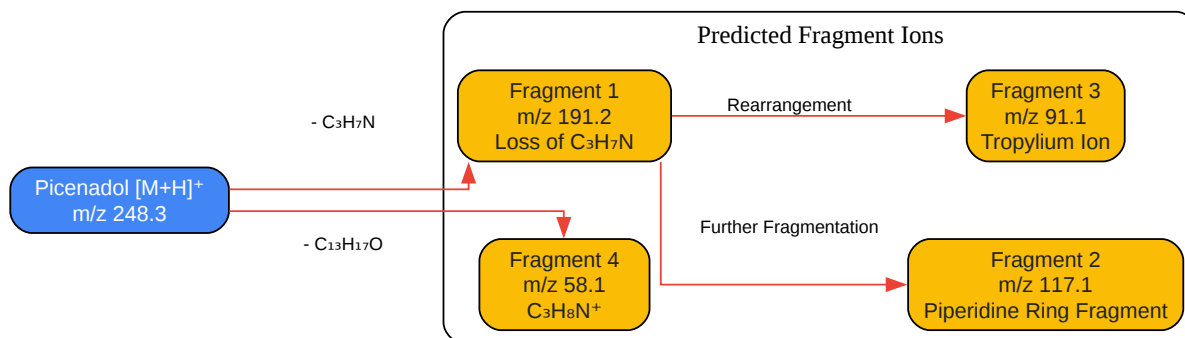 Predicted Fragment Ions
Fragment 1
m/z 191.2
Loss of C₃H₇N
Rearrangement
Fragment 3
m/z 91.1
Tropylium Ion
- C₃H₇N
Picenadol [M+H]⁺
m/z 248.3
- C₁₃H₁₇O
Further Fragmentation
Fragment 4
m/z 58.1
C₃H₈N⁺
Fragment 2
m/z 117.1
Piperidine Ring Fragment